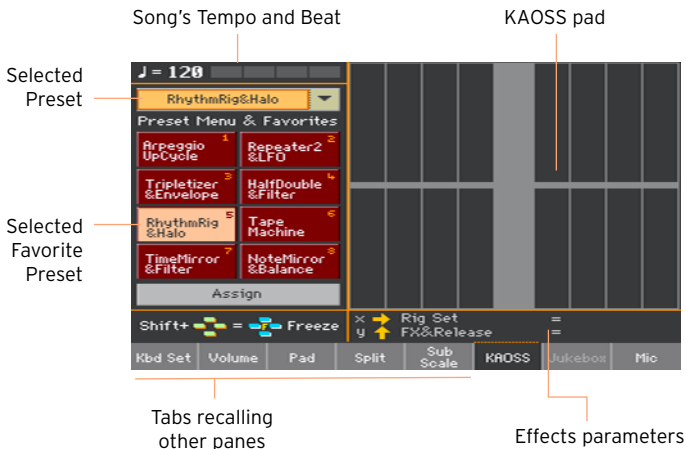 Song's Tempo and Beat
KAOSS pad
Selected
Preset
♩= 120
RhythmRig&Halo
Preset Menu & Favorites
Arpeggio
UpCycle
1
Repeater2
&LFO
2
Tripletizer
&Envelope
3
HalfDouble
&Filter
4
Selected
Favorite
Preset
RhythmRig
&Halo
5
Tape
Machine
6
TimeMirror
&Filter
7
NoteMirror
&Balance
8
Assign
Shift+ = F Freeze
x Rig Set =
y FX&Release =
Kbd Set
Volume
Pad
Split
Sub
Scale
KAOSS
Jukebox
Mic
Tabs recalling
other panes
Effects parameters